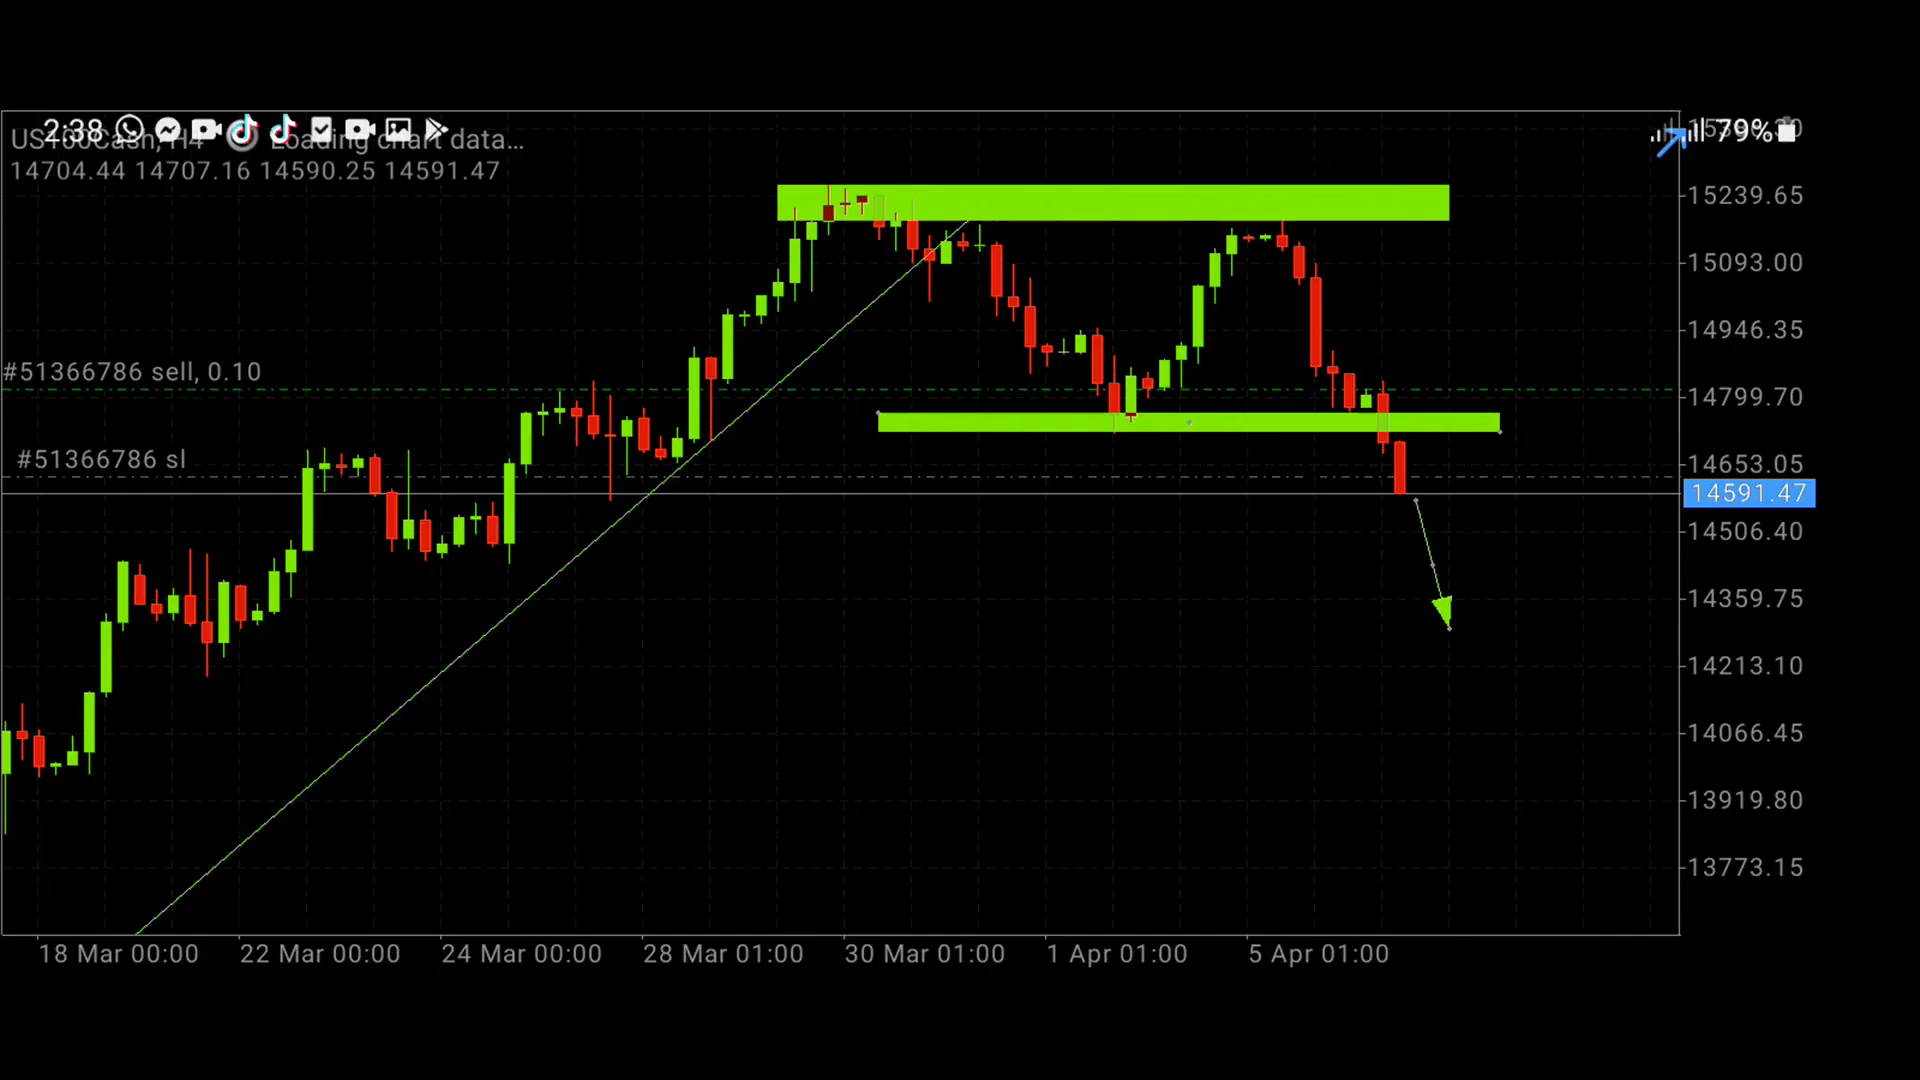 2:38 79%
US100Cash, H4 Loading chart data...
14704.44 14707.16 14590.25 14591.47
15239.65
15093.00
14946.35
#51366786 sell, 0.10
14799.70
#51366786 sl
14653.05
14591.47
14506.40
14359.75
14213.10
14066.45
13919.80
13773.15
18 Mar 00:00 22 Mar 00:00 24 Mar 00:00 28 Mar 01:00 30 Mar 01:00 1 Apr 01:00 5 Apr 01:00